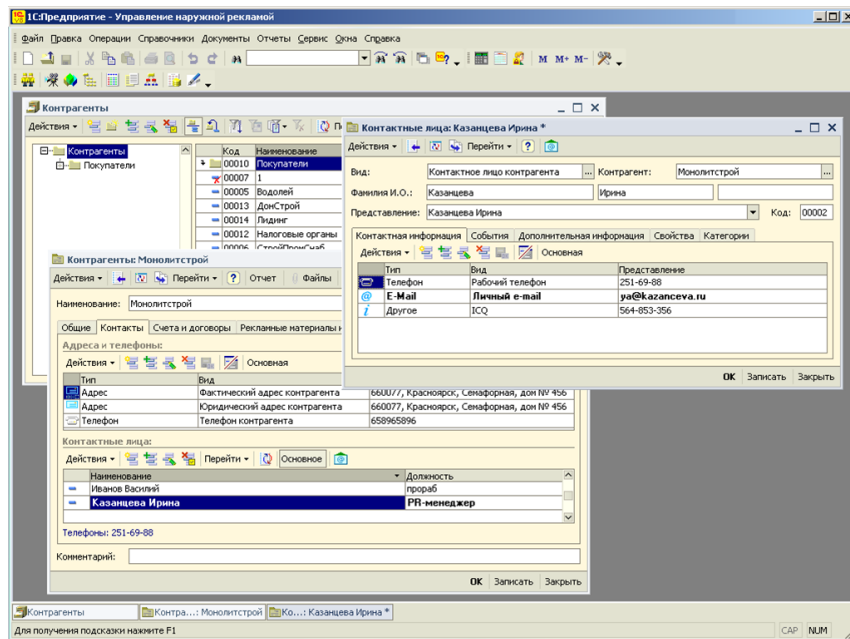 1С:Предприятие - Управление наружной рекламой
Файл Правка Операции Справочники Документы Отчеты Сервис Окна Справка
M M+ M-
Контрагенты
Действия
Контрагенты
Покупатели
Код Наименование
00010 Покупатели
00007 1
00005 Водолей
00013 ДонСтрой
00014 Лидинг
00012 Налоговые органы
00006 СтройПромСнаб
Контактные лица: Казанцева Ирина *
Действия Перейти ?
Вид: Контактное лицо контрагента ... Контрагент: Монолитстрой ...
Фамилия И.О.: Казанцева Ирина
Представление: Казанцева Ирина Код: 00002
Контактная информация События Дополнительная информация Свойства Категории
Действия Основная
Тип Вид Представление
Телефон Рабочий телефон 251-69-88
E-Mail Личный e-mail ya@kazanceva.ru
Другое ICQ 564-853-356
OK Записать Закрыть
Контрагенты: Монолитстрой
Действия Перейти ? Отчет Файлы
Наименование: Монолитстрой
Общие Контакты Счета и договоры Рекланные материалы
Адреса и телефоны:
Действия Основная
Тип Вид
Адрес Фактический адрес контрагента 660077, Красноярск, Сенафорная, дон № 456
Адрес Юридический адрес контрагента 660077, Красноярск, Сенафорная, дон № 456
Телефон Телефон контрагента 658965896
Контактные лица:
Действия Перейти Основное
Наименование Должность
Иванов Василий прораб
Казанцева Ирина PR-менеджер
Телефоны: 251-69-88
Комментарий:
OK Записать Закрыть
Контрагенты Контра...: Монолитстрой Ко...: Казанцева Ирина *
Для получения подсказки нажмите F1 CAP NUM